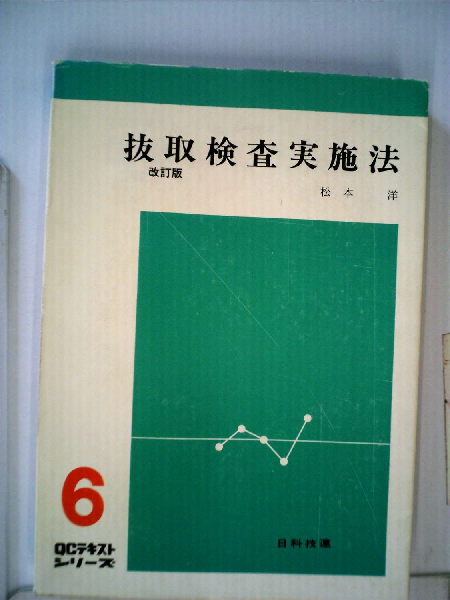 抜取検査実施法
改訂版
松本 洋
6
QCテキスト
シリーズ
日科技連